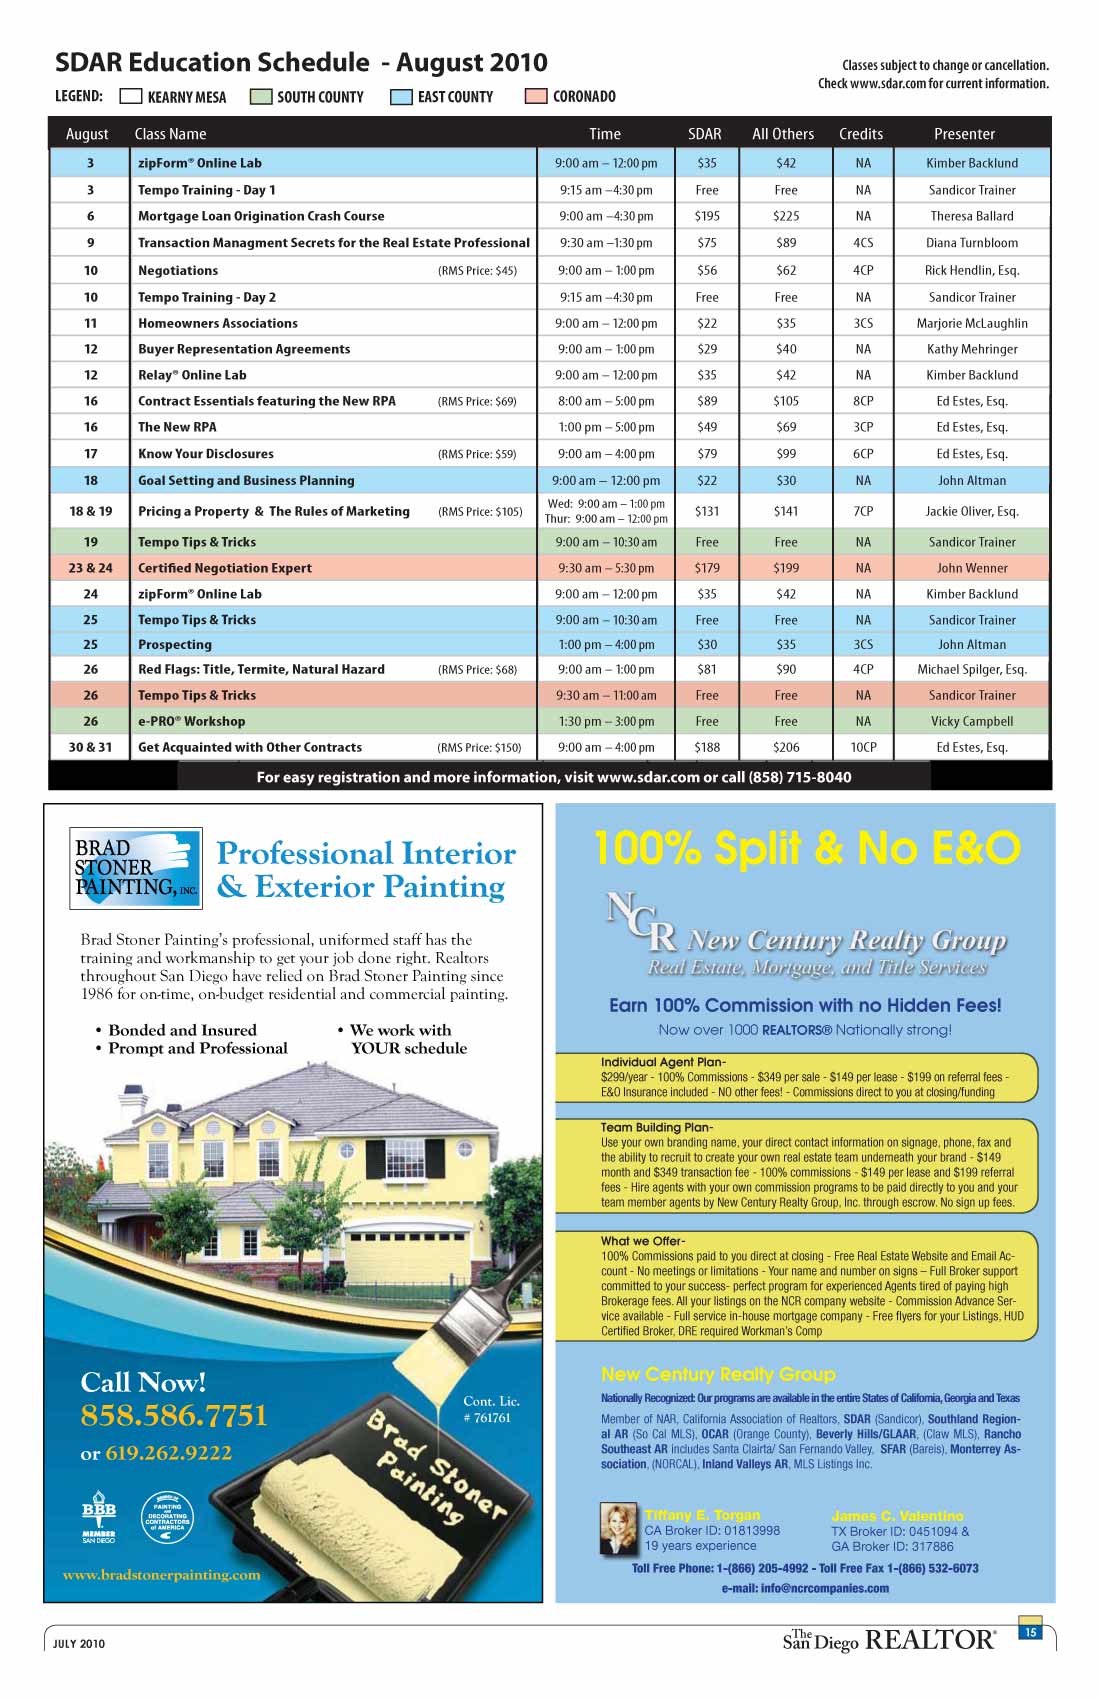 SDAR Education Schedule - August 2010
Classes subject to change or cancellation.
Check www.sdar.com for current information.
LEGEND: KEARNY MESA SOUTH COUNTY EAST COUNTY CORONADO
August Class Name Time SDAR All Others Credits Presenter
3 zipForm® Online Lab 9:00 am – 12:00 pm $35 $42 NA Kimber Backlund
3 Tempo Training - Day 1 9:15 am –4:30 pm Free Free NA Sandicor Trainer
6 Mortgage Loan Origination Crash Course 9:00 am –4:30 pm $195 $225 NA Theresa Ballard
9 Transaction Managment Secrets for the Real Estate Professional 9:30 am –1:30 pm $75 $89 4CS Diana Turnbloom
10 Negotiations (RMS Price: $45) 9:00 am – 1:00 pm $56 $62 4CP Rick Hendlin, Esq.
10 Tempo Training - Day 2 9:15 am –4:30 pm Free Free NA Sandicor Trainer
11 Homeowners Associations 9:00 am – 12:00 pm $22 $35 3CS Marjorie McLaughlin
12 Buyer Representation Agreements 9:00 am – 1:00 pm $29 $40 NA Kathy Mehringer
12 Relay® Online Lab 9:00 am – 12:00 pm $35 $42 NA Kimber Backlund
16 Contract Essentials featuring the New RPA (RMS Price: $69) 8:00 am – 5:00 pm $89 $105 8CP Ed Estes, Esq.
16 The New RPA 1:00 pm – 5:00 pm $49 $69 3CP Ed Estes, Esq.
17 Know Your Disclosures (RMS Price: $59) 9:00 am – 4:00 pm $79 $99 6CP Ed Estes, Esq.
18 Goal Setting and Business Planning 9:00 am – 12:00 pm $22 $30 NA John Altman
18 & 19 Pricing a Property & The Rules of Marketing (RMS Price: $105) Wed: 9:00 am – 1:00 pm Thur: 9:00 am – 12:00 pm $131 $141 7CP Jackie Oliver, Esq.
19 Tempo Tips & Tricks 9:00 am – 10:30 am Free Free NA Sandicor Trainer
23 & 24 Certified Negotiation Expert 9:30 am – 5:30 pm $179 $199 NA John Wenner
24 zipForm® Online Lab 9:00 am – 12:00 pm $35 $42 NA Kimber Backlund
25 Tempo Tips & Tricks 9:00 am – 10:30 am Free Free NA Sandicor Trainer
25 Prospecting 1:00 pm – 4:00 pm $30 $35 3CS John Altman
26 Red Flags: Title, Termite, Natural Hazard (RMS Price: $68) 9:00 am – 1:00 pm $81 $90 4CP Michael Spilger, Esq.
26 Tempo Tips & Tricks 9:30 am – 11:00 am Free Free NA Sandicor Trainer
26 e-PRO® Workshop 1:30 pm – 3:00 pm Free Free NA Vicky Campbell
30 & 31 Get Acquainted with Other Contracts (RMS Price: $150) 9:00 am – 4:00 pm $188 $206 10CP Ed Estes, Esq.
For easy registration and more information, visit www.sdar.com or call (858) 715-8040
BRAD
STONER
PAINTING, INC.
Professional Interior
& Exterior Painting
Brad Stoner Painting's professional, uniformed staff has the
training and workmanship to get your job done right. Realtors
throughout San Diego have relied on Brad Stoner Painting since
1986 for on-time, on-budget residential and commercial painting.
• Bonded and Insured
• Prompt and Professional
• We work with
YOUR schedule
Call Now!
858.586.7751
or 619.262.9222
Cont. Lic.
# 761761
Brad Stoner
Painting
BBB
MEMBER
SAN DIEGO
MEMBER OF
PAINTING
AND
DECORATING
CONTRACTORS
of AMERICA
www.bradstonerpainting.com
100% Split & No E&O
NCR New Century Realty Group
Real Estate, Mortgage, and Title Services
Earn 100% Commission with no Hidden Fees!
Now over 1000 REALTORS® Nationally strong!
Individual Agent Plan-
$299/year - 100% Commissions - $349 per sale - $149 per lease - $199 on referral fees -
E&O Insurance included - NO other fees! - Commissions direct to you at closing/funding
Team Building Plan-
Use your own branding name, your direct contact information on signage, phone, fax and
the ability to recruit to create your own real estate team underneath your brand - $149
month and $349 transaction fee - 100% commissions - $149 per lease and $199 referral
fees - Hire agents with your own commission programs to be paid directly to you and your
team member agents by New Century Realty Group, Inc. through escrow. No sign up fees.
What we Offer-
100% Commissions paid to you direct at closing - Free Real Estate Website and Email Ac-
count - No meetings or limitations - Your name and number on signs – Full Broker support
committed to your success- perfect program for experienced Agents tired of paying high
Brokerage fees. All your listings on the NCR company website - Commission Advance Ser-
vice available - Full service in-house mortgage company - Free flyers for your Listings, HUD
Certified Broker, DRE required Workman's Comp
New Century Realty Group
Nationally Recognized: Our programs are available in the entire States of California, Georgia and Texas
Member of NAR, California Association of Realtors, SDAR (Sandicor), Southland Region-
al AR (So Cal MLS), OCAR (Orange County), Beverly Hills/GLAAR, (Claw MLS), Rancho
Southeast AR includes Santa Clairta/ San Fernando Valley, SFAR (Bareis), Monterrey As-
sociation, (NORCAL), Inland Valleys AR, MLS Listings Inc.
Tiffany E. Torgan
CA Broker ID: 01813998
19 years experience
James C. Valentino
TX Broker ID: 0451094 &
GA Broker ID: 317886
Toll Free Phone: 1-(866) 205-4992 - Toll Free Fax 1-(866) 532-6073
e-mail: info@ncrcompanies.com
JULY 2010
The San Diego REALTOR®
15